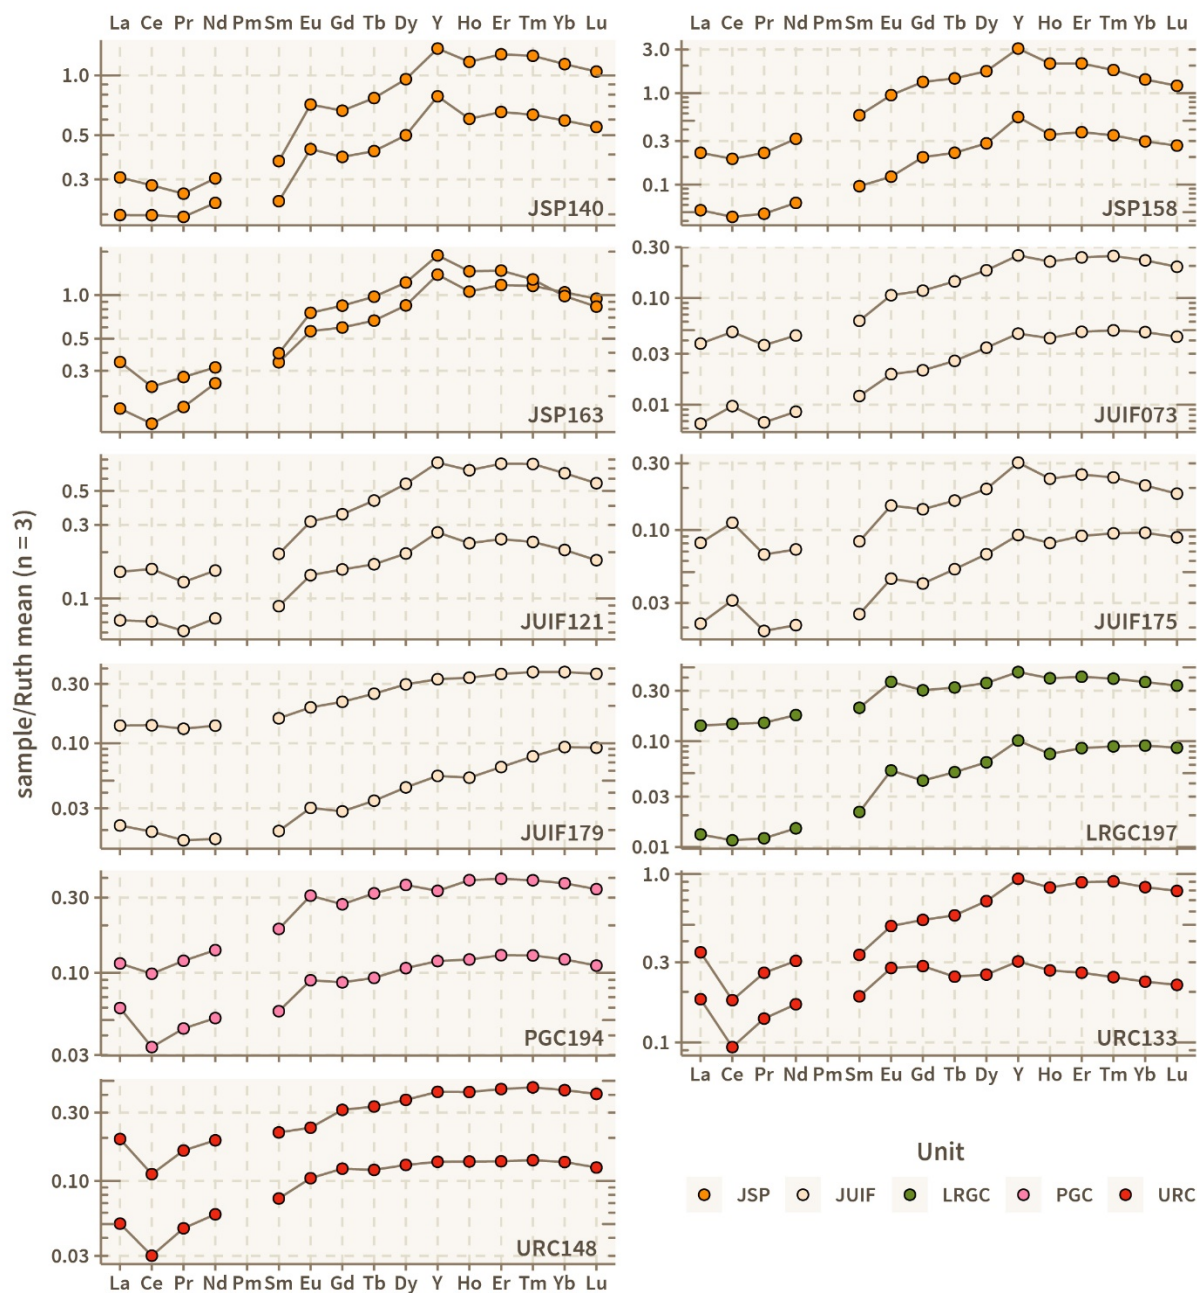 La Ce Pr Nd Pm Sm Eu Gd Tb Dy Y Ho Er Tm Yb Lu
La Ce Pr Nd Pm Sm Eu Gd Tb Dy Y Ho Er Tm Yb Lu
1.0
0.5
0.3
JSP140
3.0
1.0
0.3
0.1
JSP158
1.0
0.5
0.3
JSP163
0.30
0.10
0.03
0.01
JUIF073
0.5
0.3
0.1
JUIF121
0.30
0.10
0.03
JUIF175
sample/Ruth mean (n = 3)
0.30
0.10
0.03
JUIF179
0.30
0.10
0.03
0.01
LRGC197
0.30
0.10
0.03
PGC194
1.0
0.3
0.1
URC133
La Ce Pr Nd Pm Sm Eu Gd Tb Dy Y Ho Er Tm Yb Lu
0.30
0.10
0.03
URC148
La Ce Pr Nd Pm Sm Eu Gd Tb Dy Y Ho Er Tm Yb Lu
Unit
JSP JUIF LRGC PGC URC